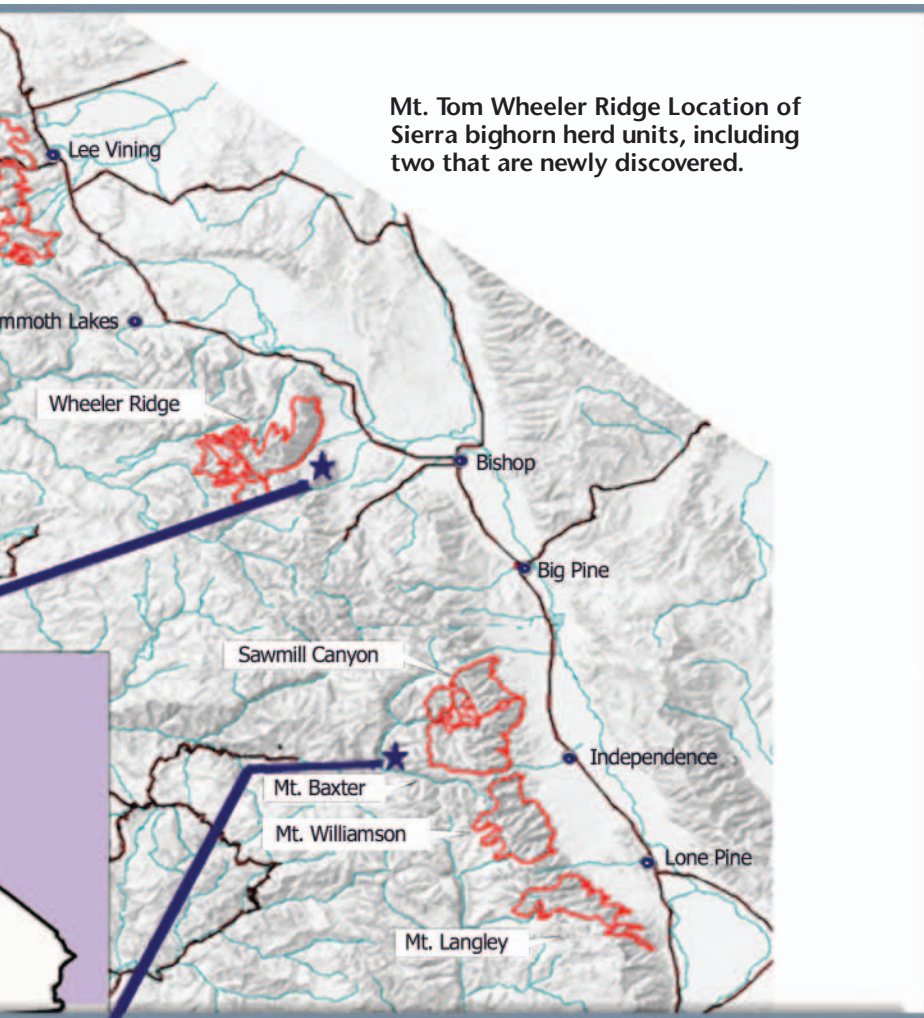 Mt. Tom Wheeler Ridge Location of
Sierra bighorn herd units, including
two that are newly discovered.
Lee Vining
mmoth Lakes
Wheeler Ridge
Bishop
Big Pine
Sawmill Canyon
Independence
Mt. Baxter
Mt. Williamson
Lone Pine
Mt. Langley